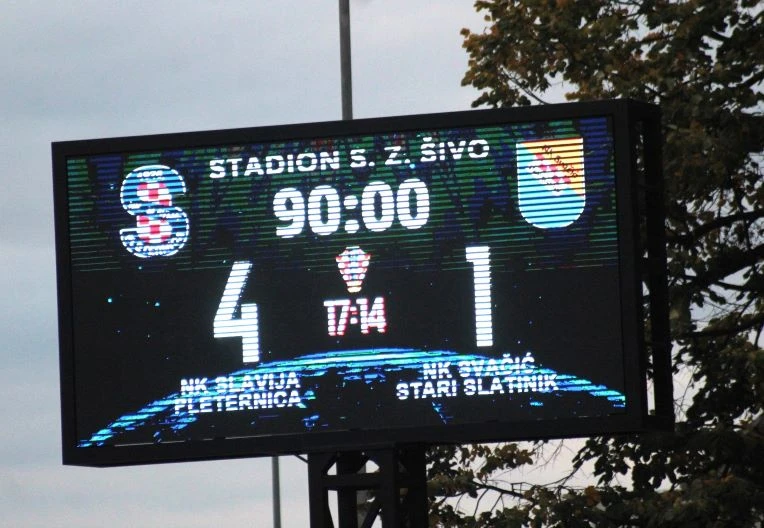 STADION S. Z., ŠIVO
90:00
4
1
17:14
NK SLAVIJA
PLETERNICA
NK SVAČIĆ
STARI SLATINIK